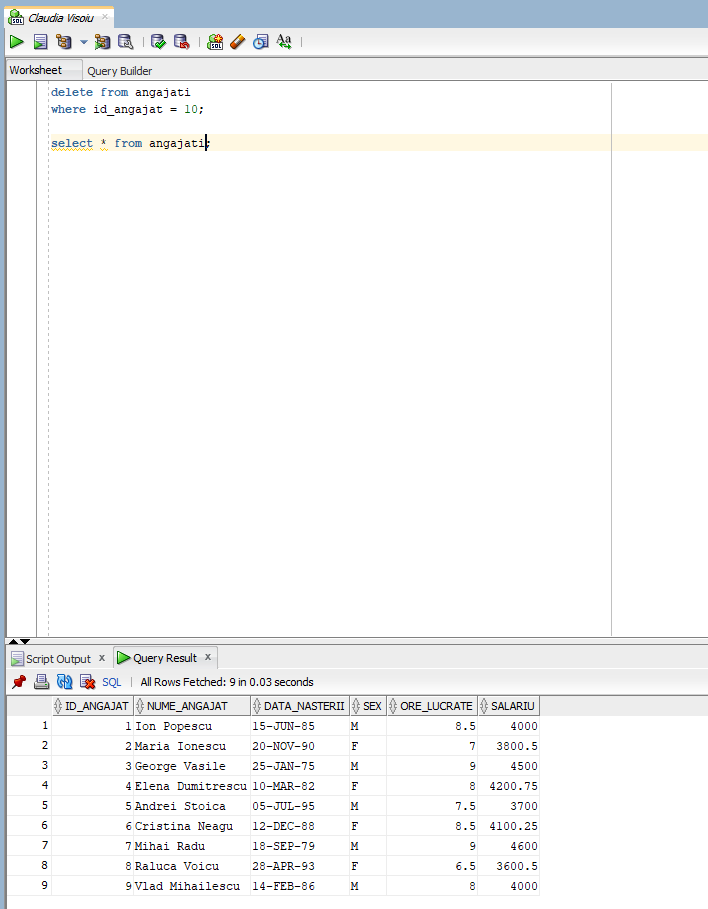 Claudia Visoiu
Worksheet Query Builder
delete from angajati
where id_angajat = 10;
select * from angajati;
Script Output x Query Result x
SQL All Rows Fetched: 9 in 0.03 seconds
ID_ANGAJAT NUME_ANGAJAT DATA_NASTERII SEX ORE_LUCRATE SALARIU
1 1 Ion Popescu 15-JUN-85 M 8.5 4000
2 2 Maria Ionescu 20-NOV-90 F 7 3800.5
3 3 George Vasile 25-JAN-75 M 9 4500
4 4 Elena Dumitrescu 10-MAR-82 F 8 4200.75
5 5 Andrei Stoica 05-JUL-95 M 7.5 3700
6 6 Cristina Neagu 12-DEC-88 F 8.5 4100.25
7 7 Mihai Radu 18-SEP-79 M 9 4600
8 8 Raluca Voicu 28-APR-93 F 6.5 3600.5
9 9 Vlad Mihailescu 14-FEB-86 M 8 4000